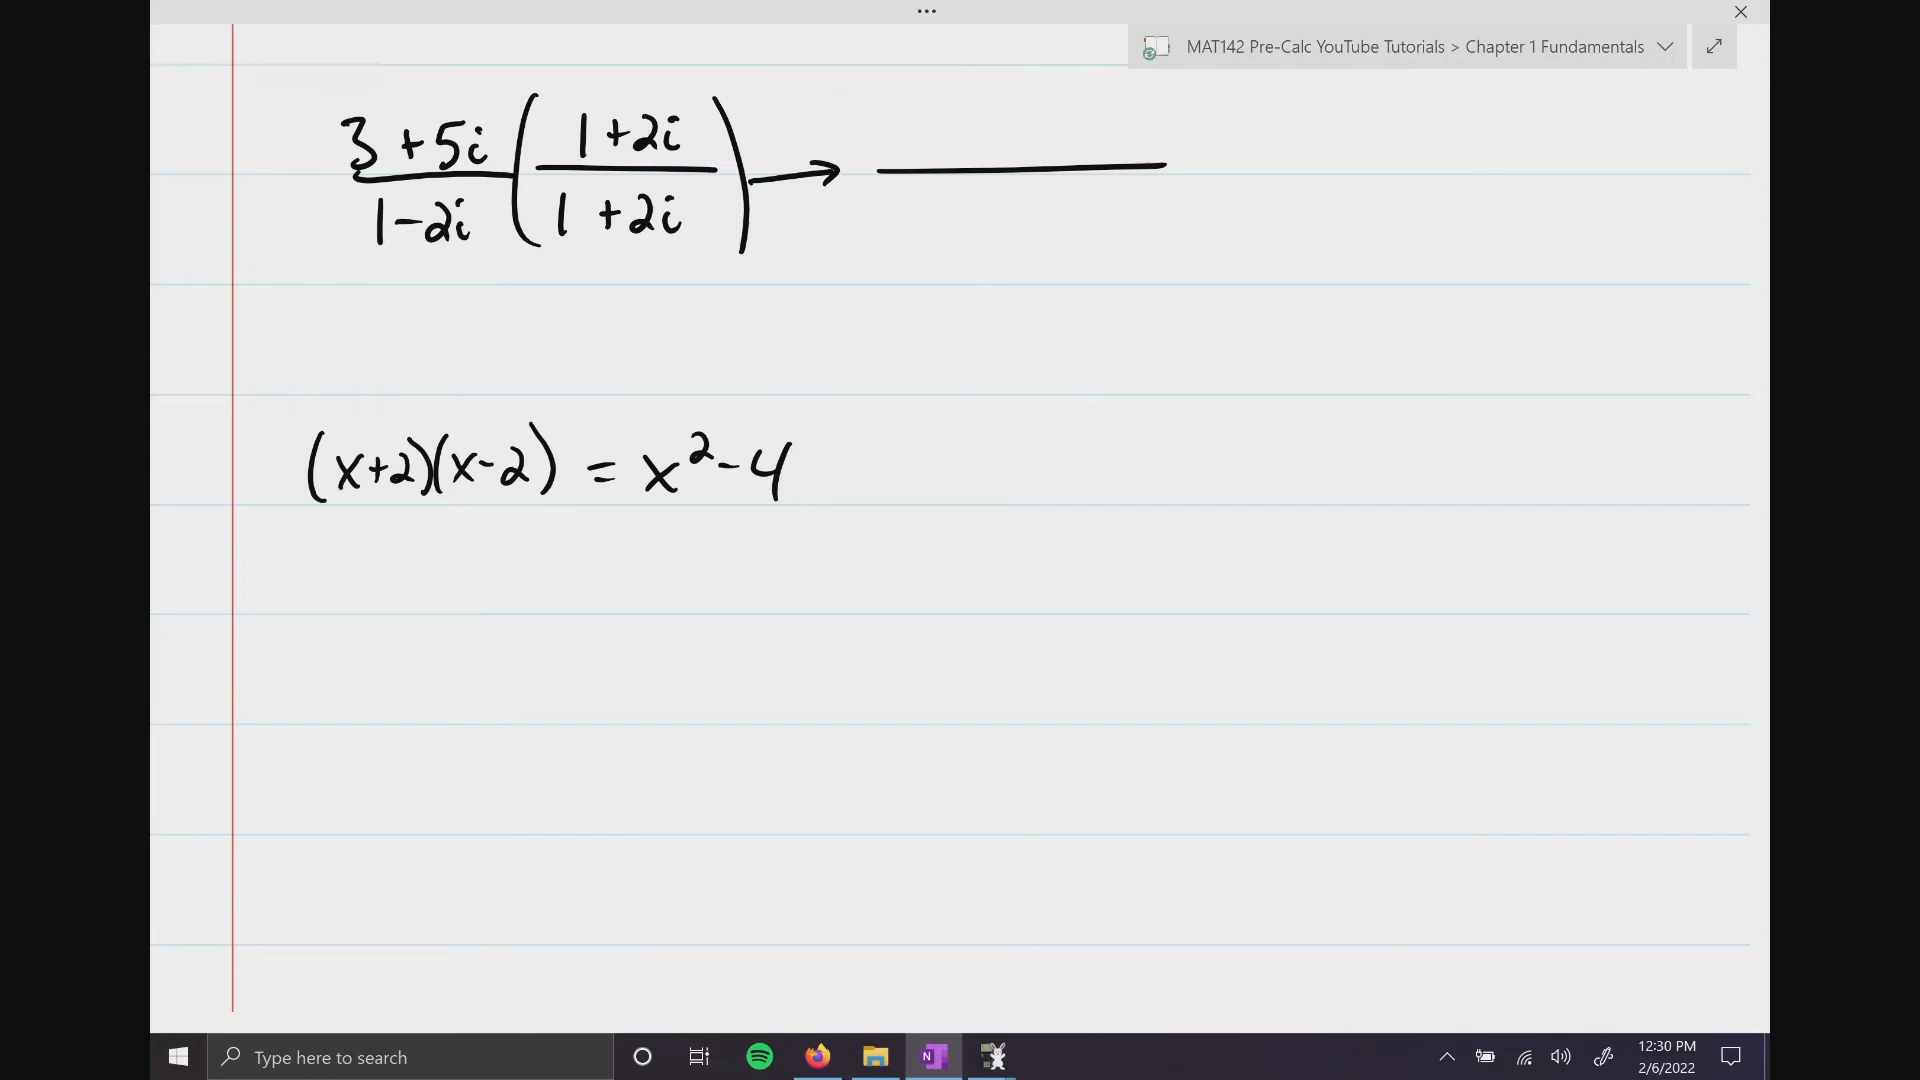 ...
MAT142 Pre-Calc YouTube Tutorials > Chapter 1 Fundamentals
3 + 5i ( 1 + 2i ) →
1 - 2i ( 1 + 2i )
(x+2)(x-2) = x² - 4
Type here to search
N
12:30 PM
2/6/2022